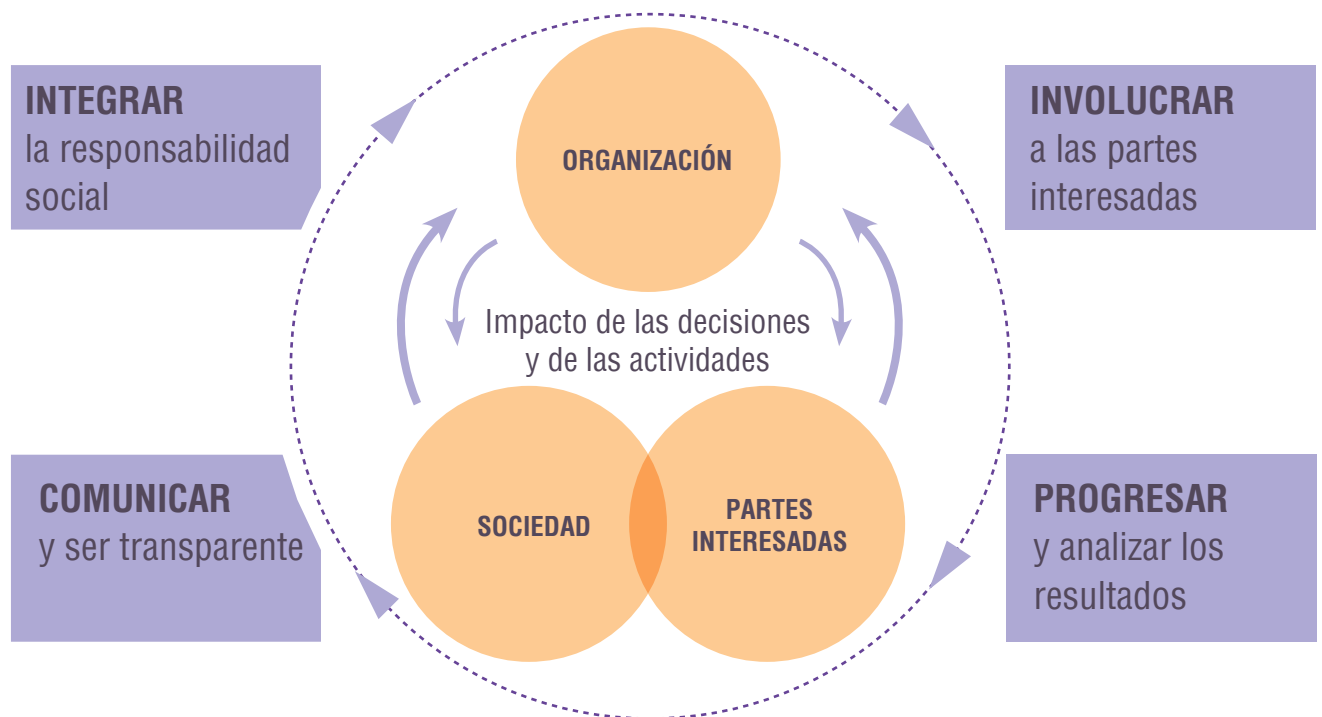 INTEGRAR
la responsabilidad
social
ORGANIZACIÓN
INVOLUCRAR
a las partes
interesadas
Impacto de las decisiones
y de las actividades
COMUNICAR
y ser transparente
SOCIEDAD
PARTES
INTERESADAS
PROGRESAR
y analizar los
resultados